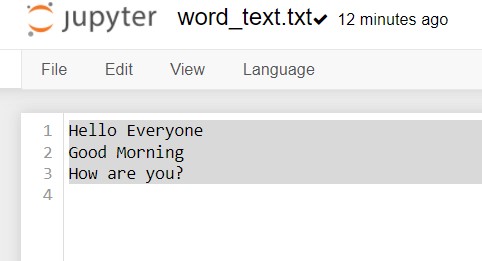 jupyter word_text.txt 12 minutes ago
File Edit View Language
1 Hello Everyone
2 Good Morning
3 How are you?
4